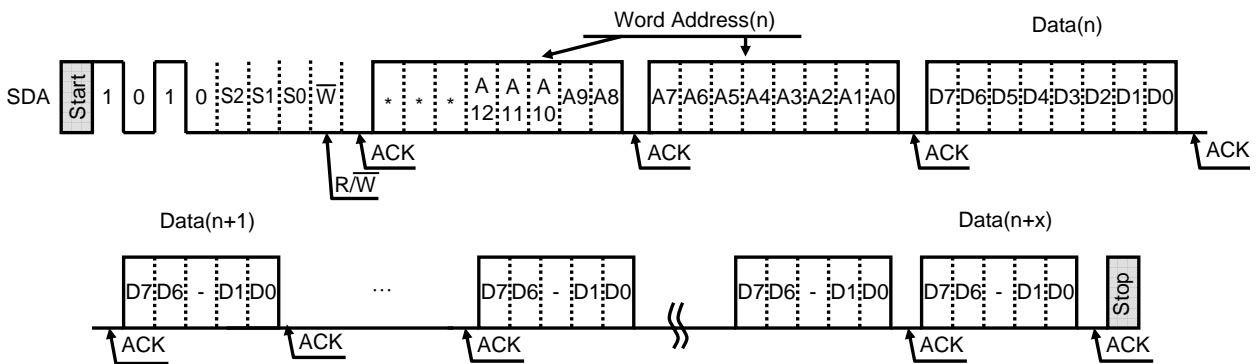 Word Address(n) Data(n)
SDA Start 1 0 1 0 S2 S1 S0 W̅ * * * A12 A11 A10 A9 A8 A7 A6 A5 A4 A3 A2 A1 A0 D7 D6 D5 D4 D3 D2 D1 D0
ACK ACK ACK ACK
R/W̅
Data(n+1) Data(n+x)
D7 D6 - D1 D0 ... D7 D6 - D1 D0 D7 D6 - D1 D0 D7 D6 - D1 D0 Stop
ACK ACK ACK ACK ACK